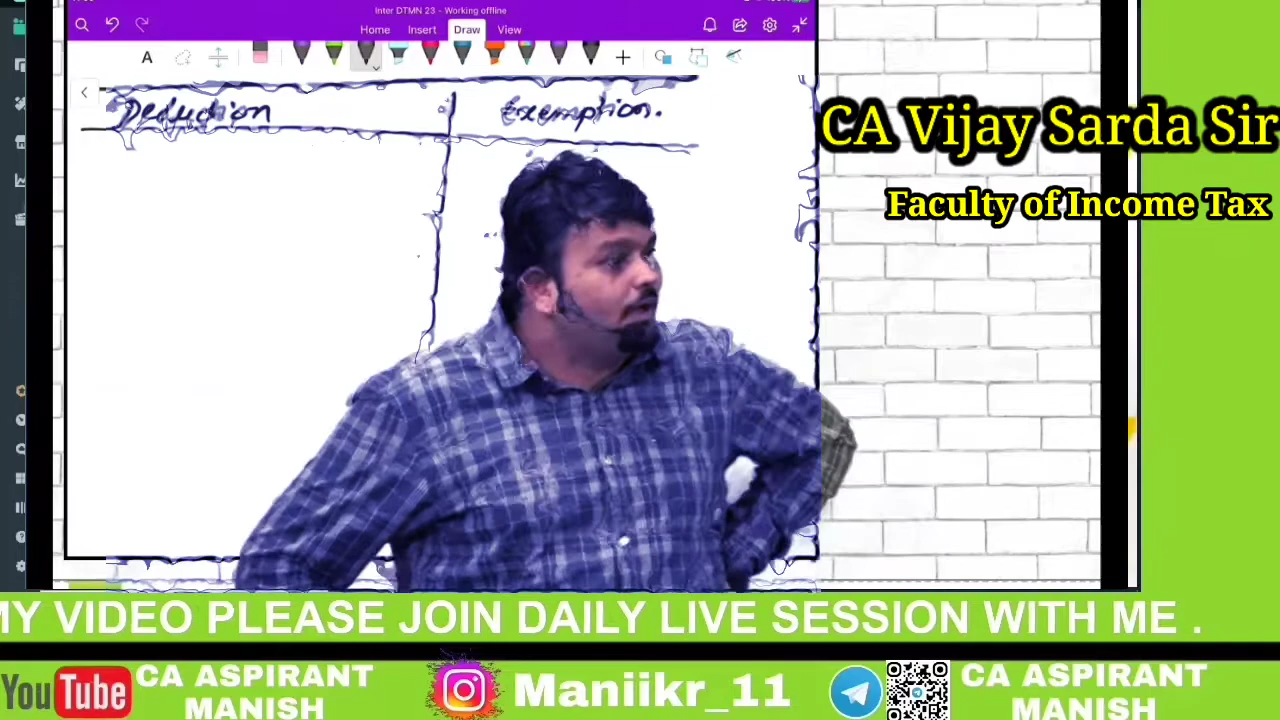 Inter DTMN 23 - Working offline
Home Insert Draw View
Deduction Exemption.
CA Vijay Sarda Sir
Faculty of Income Tax
MY VIDEO PLEASE JOIN DAILY LIVE SESSION WITH ME .
YouTube CA ASPIRANT MANISH
Maniikr_11
CA ASPIRANT MANISH